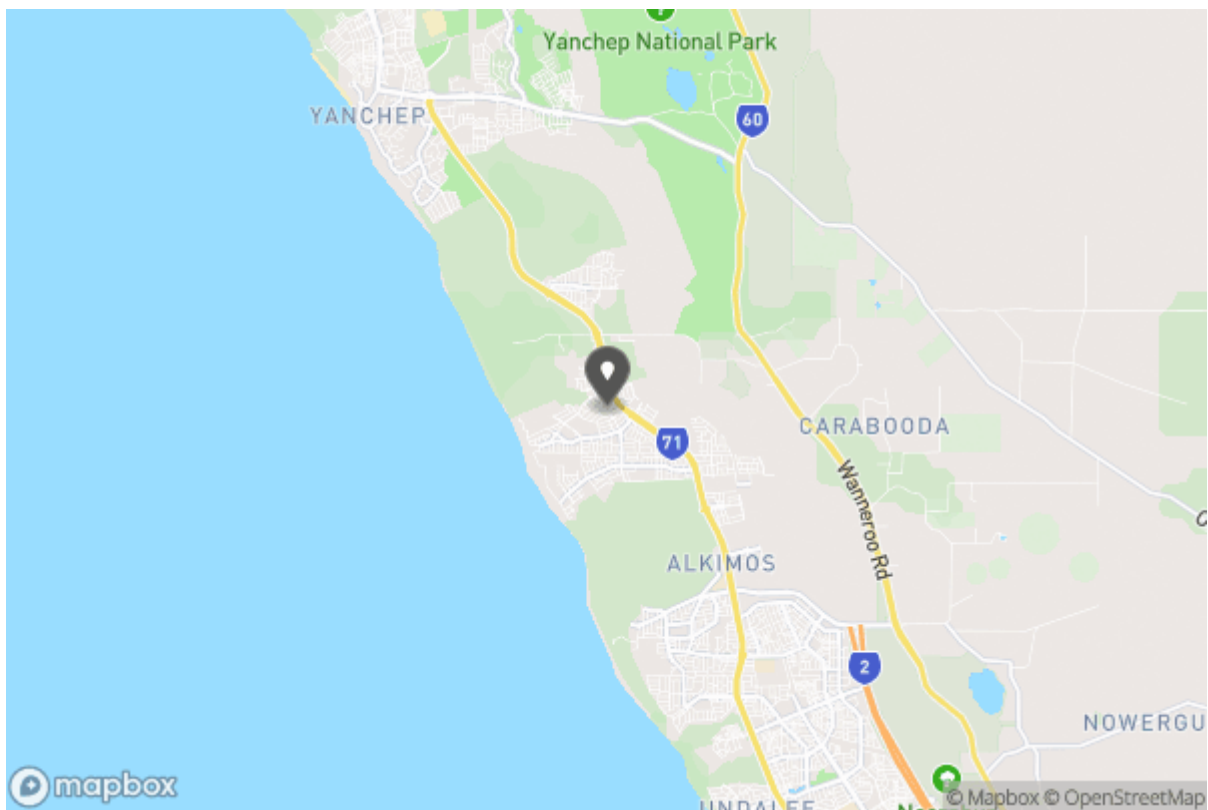 Yanchep National Park
YANCHEP
60
CARABOODA
71
Wanneroo Rd
ALKIMOS
2
NOWERGU
mapbox
© Mapbox © OpenStreetMap